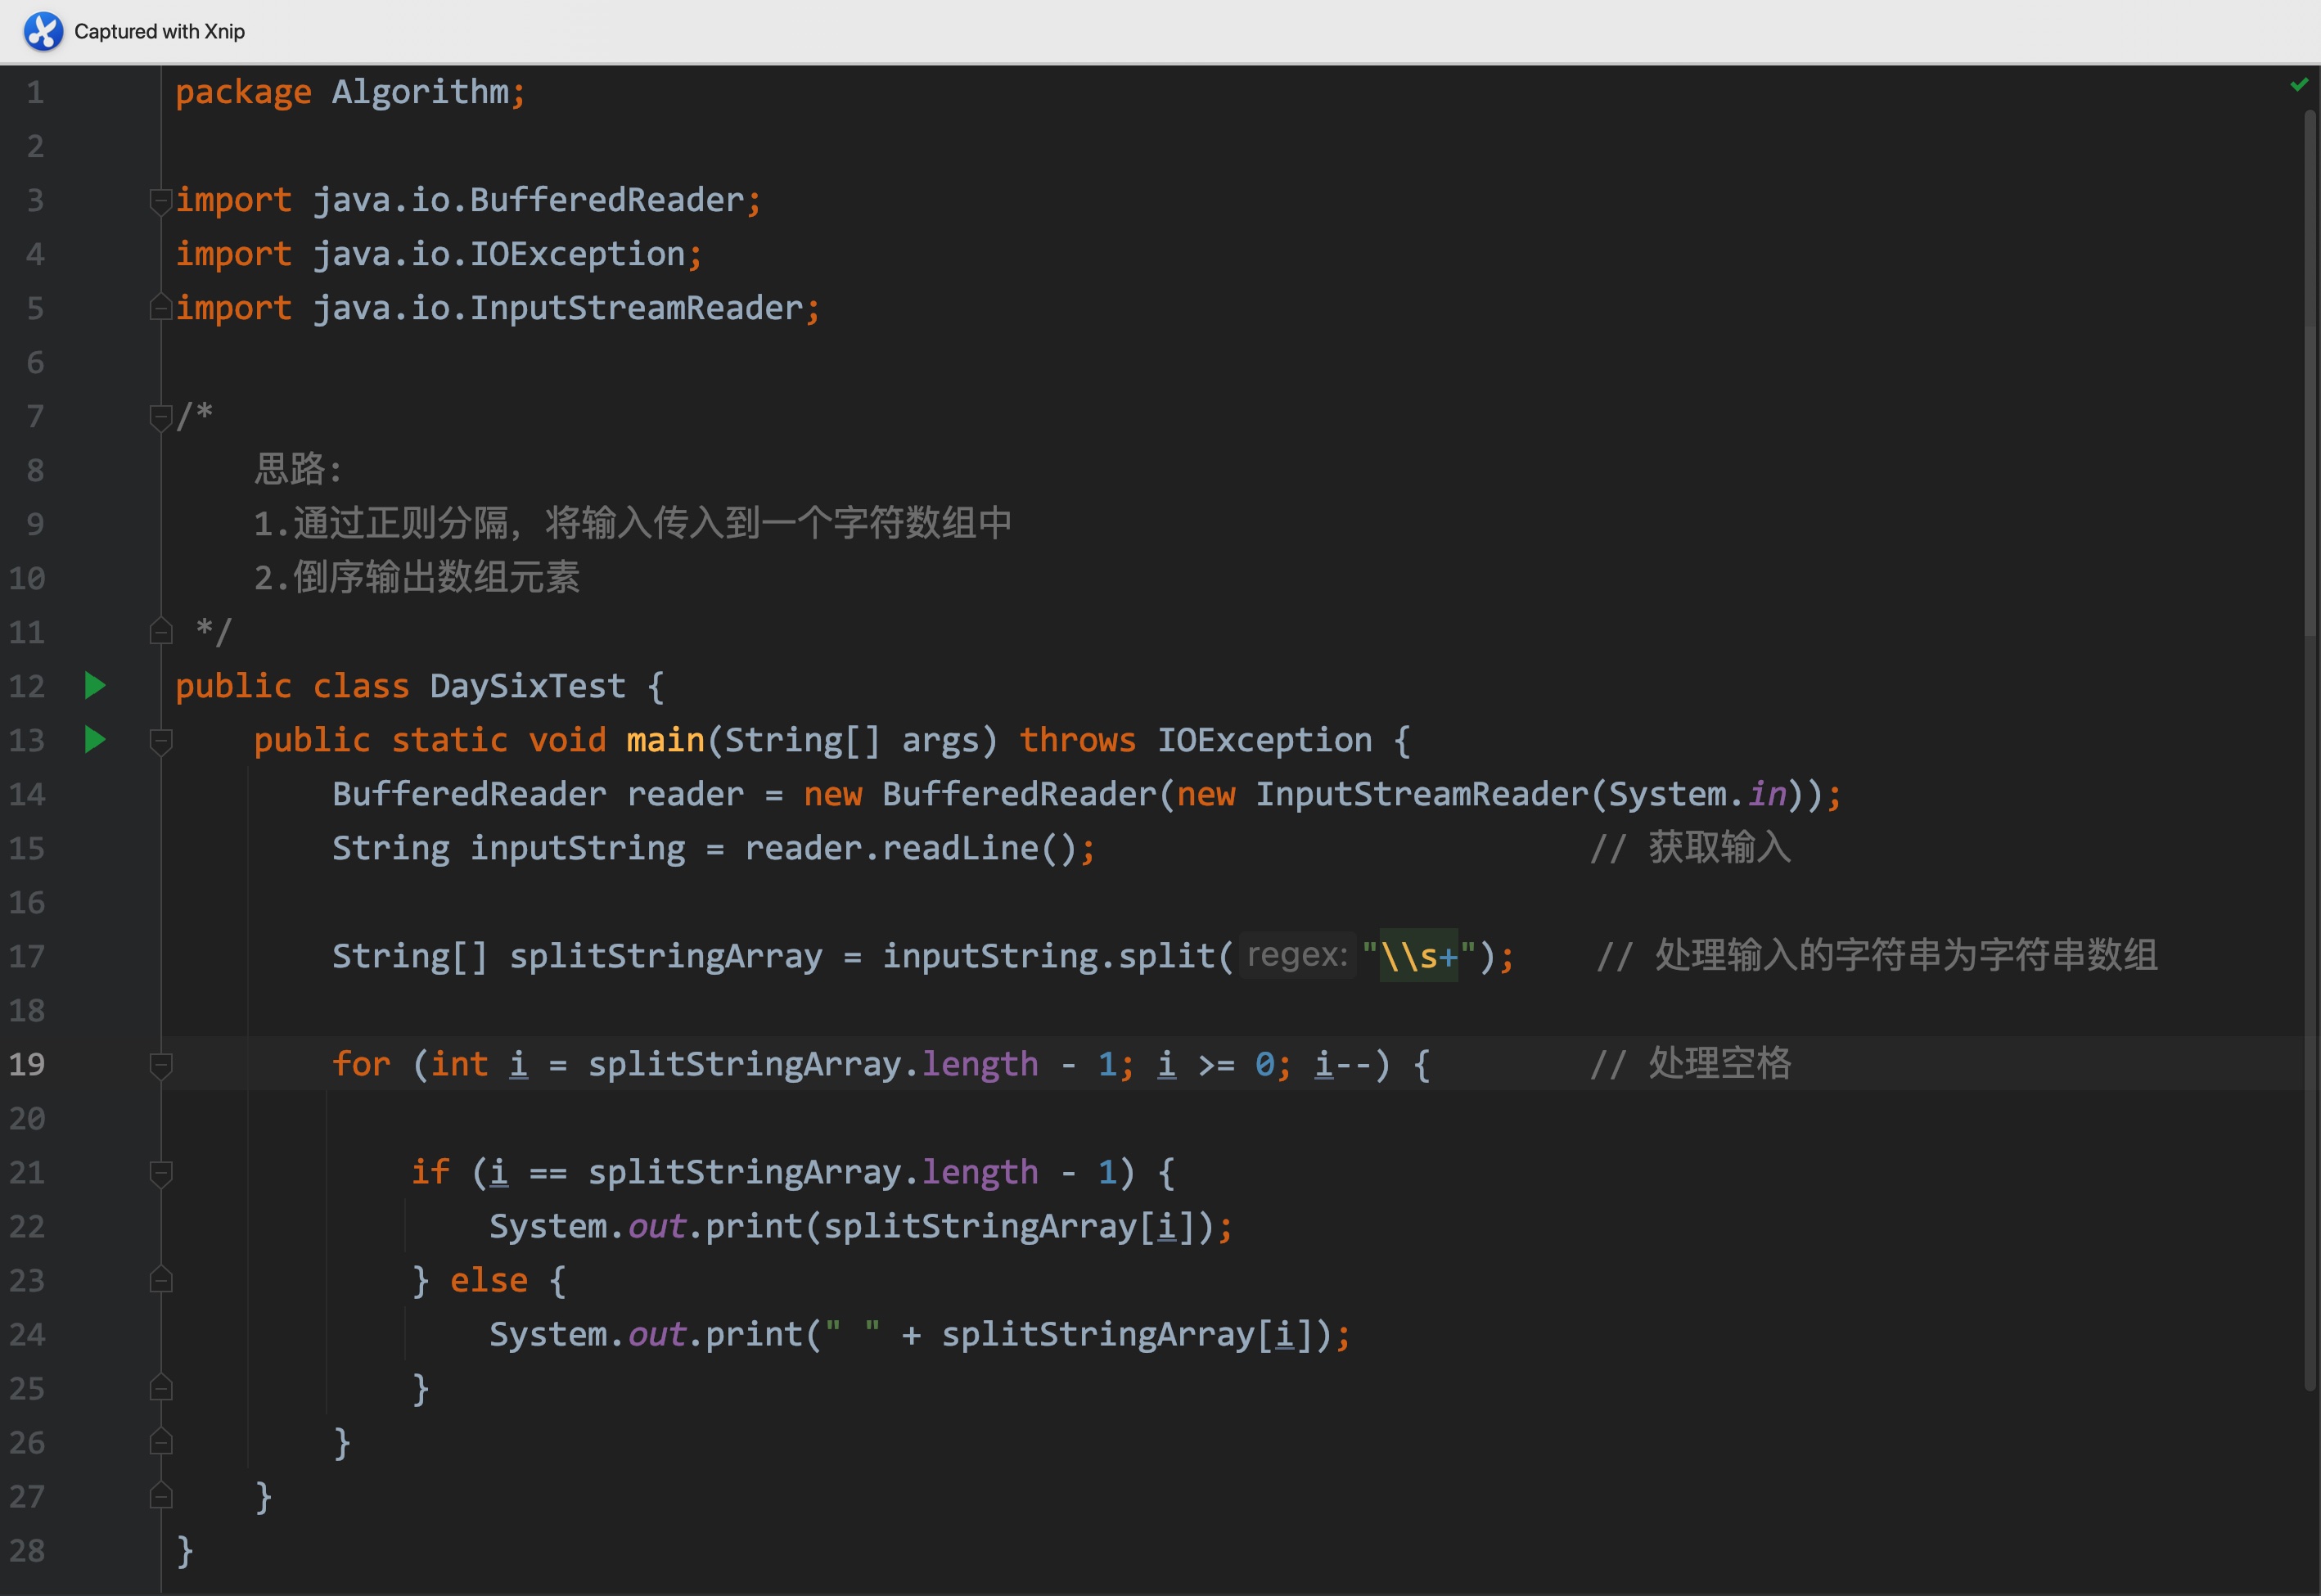 Captured with Xnip
1 package Algorithm;
2
3 import java.io.BufferedReader;
4 import java.io.IOException;
5 import java.io.InputStreamReader;
6
7 /*
8 思路:
9 1.通过正则分隔，将输入传入到一个字符数组中
10 2.倒序输出数组元素
11 */
12 public class DaySixTest {
13 public static void main(String[] args) throws IOException {
14 BufferedReader reader = new BufferedReader(new InputStreamReader(System.in));
15 String inputString = reader.readLine(); // 获取输入
16
17 String[] splitStringArray = inputString.split( regex: "\\s+"); // 处理输入的字符串为字符串数组
18
19 for (int i = splitStringArray.length - 1; i >= 0; i--) { // 处理空格
20
21 if (i == splitStringArray.length - 1) {
22 System.out.print(splitStringArray[i]);
23 } else {
24 System.out.print(" " + splitStringArray[i]);
25 }
26 }
27 }
28 }